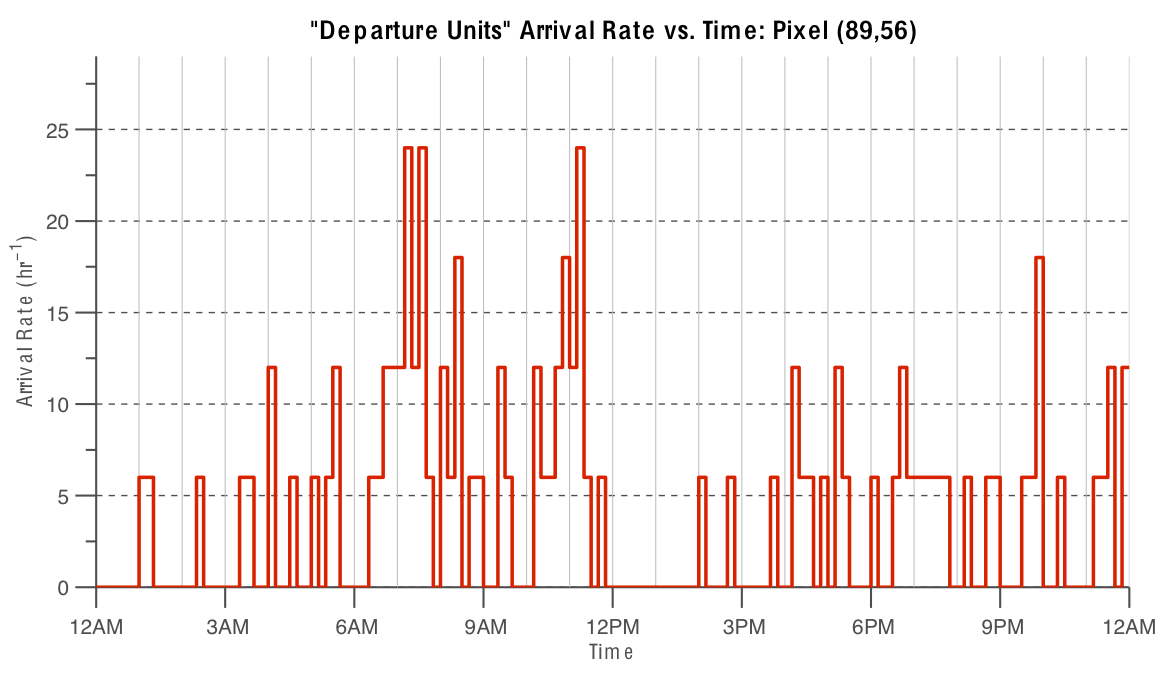 "Departure Units" Arrival Rate vs. Time: Pixel (89,56)
25
20
15
10
5
0
Arrival Rate (hr⁻¹)
12AM 3AM 6AM 9AM 12PM 3PM 6PM 9PM 12AM
Time